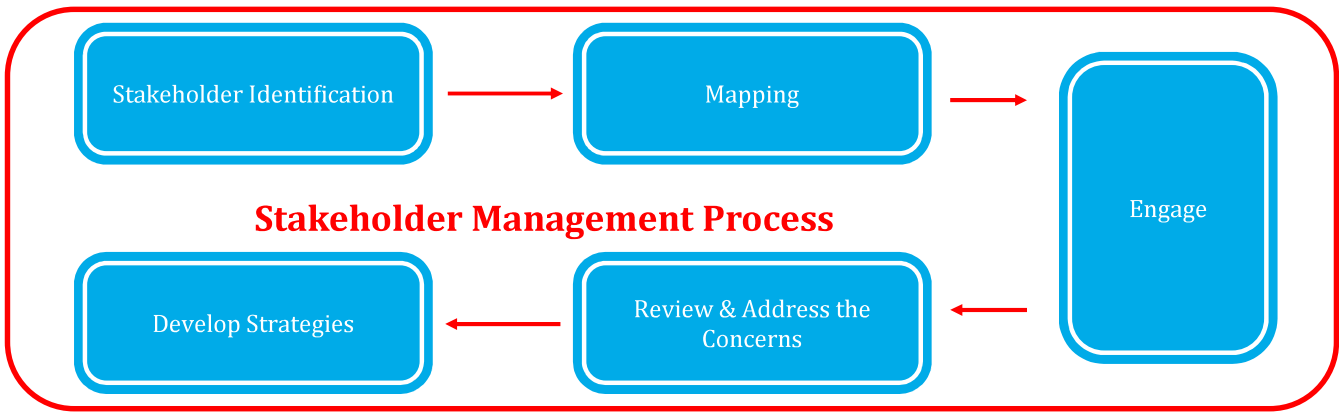 Stakeholder Identification
Mapping
Engage
Stakeholder Management Process
Develop Strategies
Review & Address the
Concerns